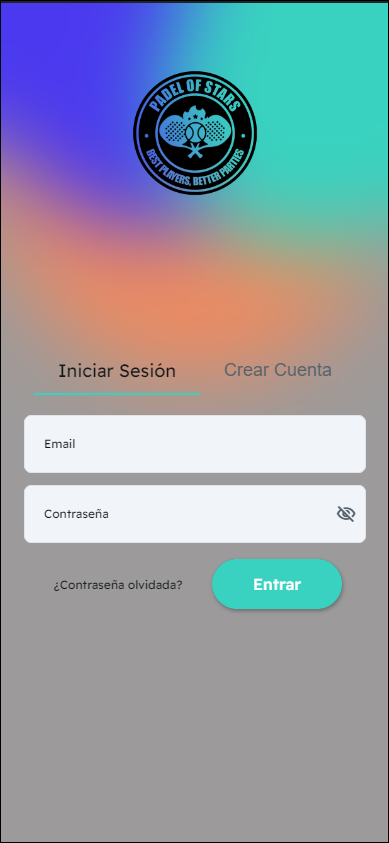 PADEL OF STARS
BEST PLAYERS, BETTER PARTIES
Iniciar Sesión
Crear Cuenta
Email
Contraseña
¿Contraseña olvidada?
Entrar